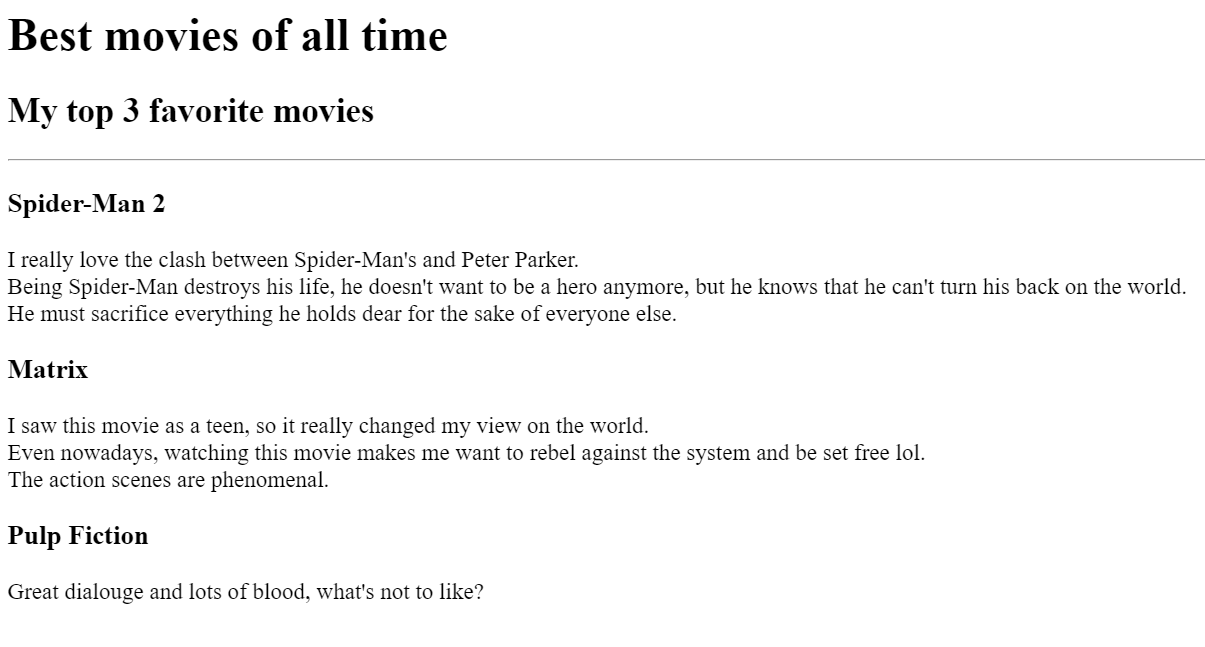 Best movies of all time
My top 3 favorite movies
Spider-Man 2
I really love the clash between Spider-Man's and Peter Parker.
Being Spider-Man destroys his life, he doesn't want to be a hero anymore, but he knows that he can't turn his back on the world.
He must sacrifice everything he holds dear for the sake of everyone else.
Matrix
I saw this movie as a teen, so it really changed my view on the world.
Even nowadays, watching this movie makes me want to rebel against the system and be set free lol.
The action scenes are phenomenal.
Pulp Fiction
Great dialouge and lots of blood, what's not to like?